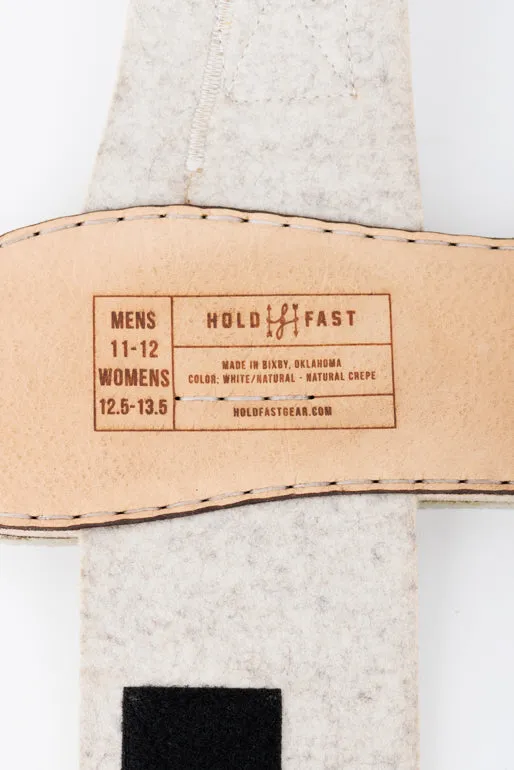 MENS
11-12
WOMENS
12.5-13.5
HOLD FAST
MADE IN BIXBY, OKLAHOMA
COLOR: WHITE/NATURAL - NATURAL CREPE
HOLDFASTGEAR.COM